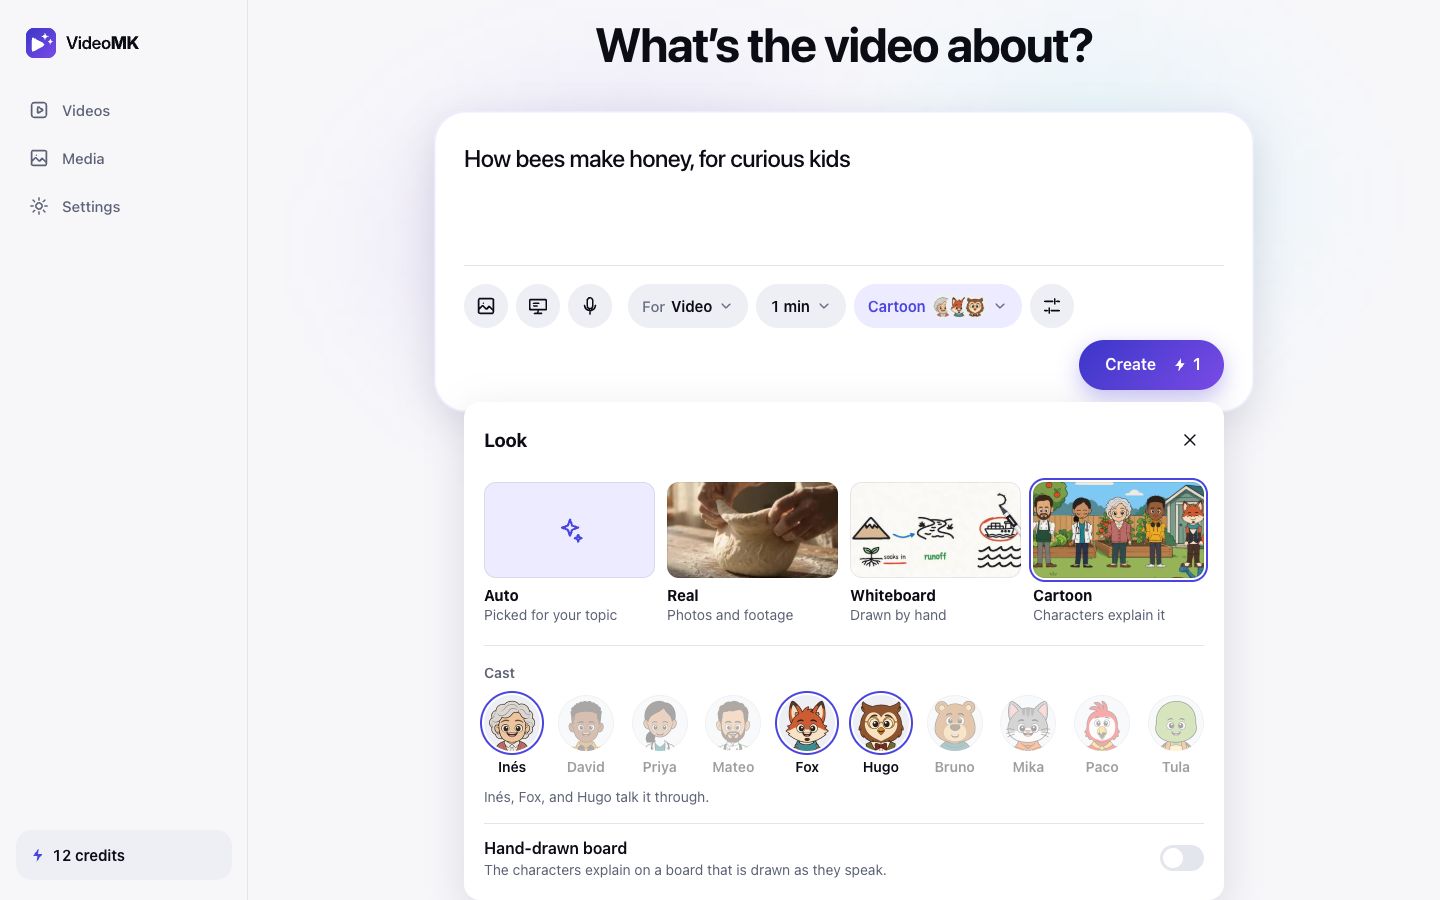 VideoMK
Videos
Media
Settings
12 credits
What's the video about?
How bees make honey, for curious kids
For Video
1 min
Cartoon
Create 1
Look
soaks in
runoff
Auto
Picked for your topic
Real
Photos and footage
Whiteboard
Drawn by hand
Cartoon
Characters explain it
Cast
Inés
David
Priya
Mateo
Fox
Hugo
Bruno
Mika
Paco
Tula
Inés, Fox, and Hugo talk it through.
Hand-drawn board
The characters explain on a board that is drawn as they speak.